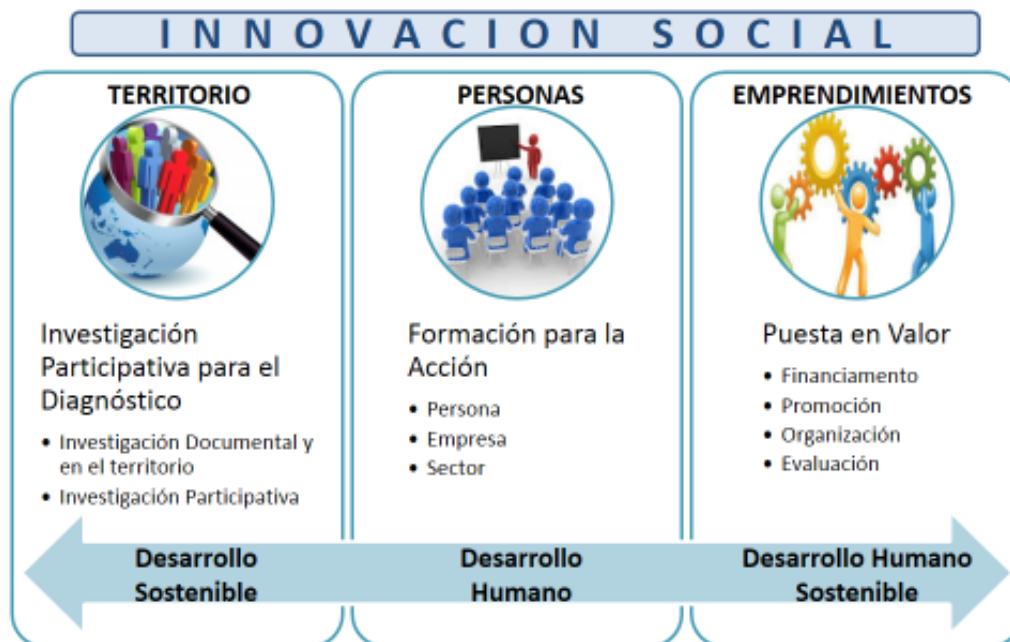 INNOVACION SOCIAL
TERRITORIO
Investigación
Participativa para el
Diagnóstico
• Investigación Documental y
en el territorio
• Investigación Participativa
Desarrollo
Sostenible
PERSONAS
Formación para la
Acción
• Persona
• Empresa
• Sector
Desarrollo
Humano
EMPRENDIMIENTOS
Puesta en Valor
• Financiamento
• Promoción
• Organización
• Evaluación
Desarrollo Humano
Sostenible